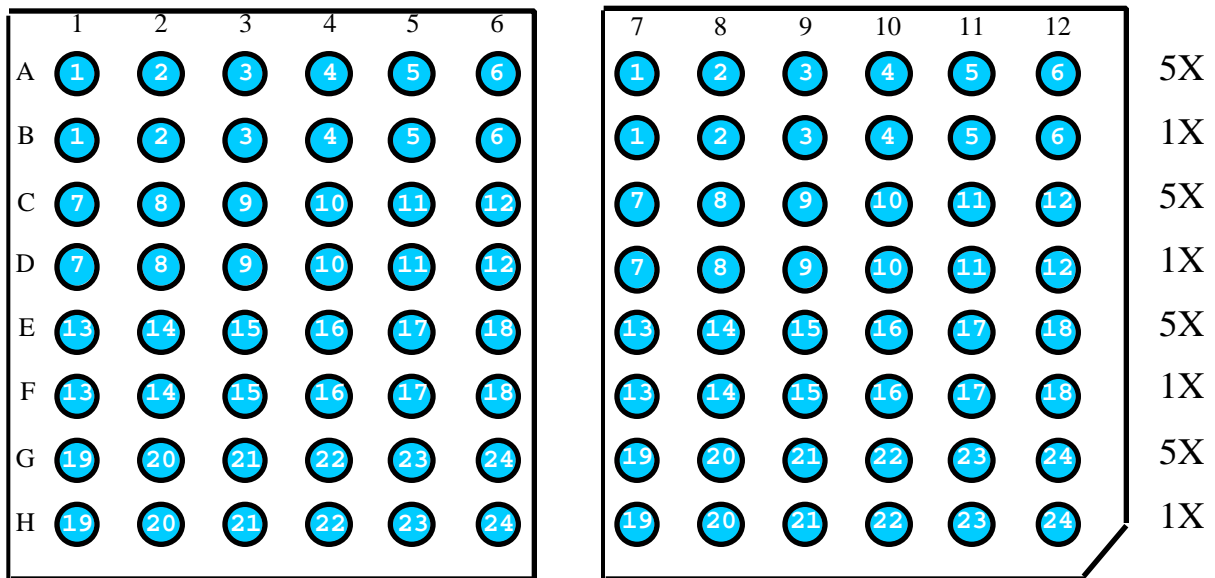 1 2 3 4 5 6 7 8 9 10 11 12
A 1 2 3 4 5 6 1 2 3 4 5 6 5X
B 1 2 3 4 5 6 1 2 3 4 5 6 1X
C 7 8 9 10 11 12 7 8 9 10 11 12 5X
D 7 8 9 10 11 12 7 8 9 10 11 12 1X
E 13 14 15 16 17 18 13 14 15 16 17 18 5X
F 13 14 15 16 17 18 13 14 15 16 17 18 1X
G 19 20 21 22 23 24 19 20 21 22 23 24 5X
H 19 20 21 22 23 24 19 20 21 22 23 24 1X